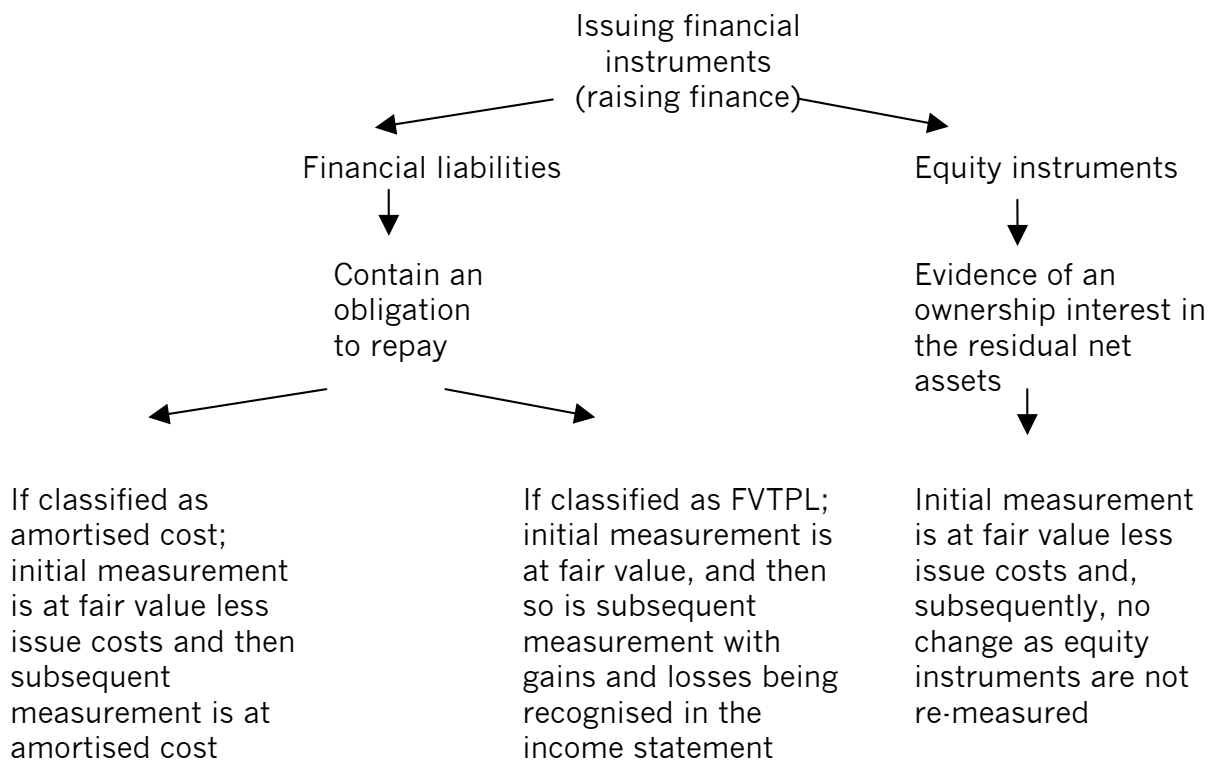 Issuing financial
instruments
(raising finance)
Financial liabilities
Equity instruments
Contain an
obligation
to repay
Evidence of an
ownership interest in
the residual net
assets
If classified as
amortised cost;
initial measurement
is at fair value less
issue costs and then
subsequent
measurement is at
amortised cost
If classified as FVTPL;
initial measurement is
at fair value, and then
so is subsequent
measurement with
gains and losses being
recognised in the
income statement
Initial measurement
is at fair value less
issue costs and,
subsequently, no
change as equity
instruments are not
re-measured